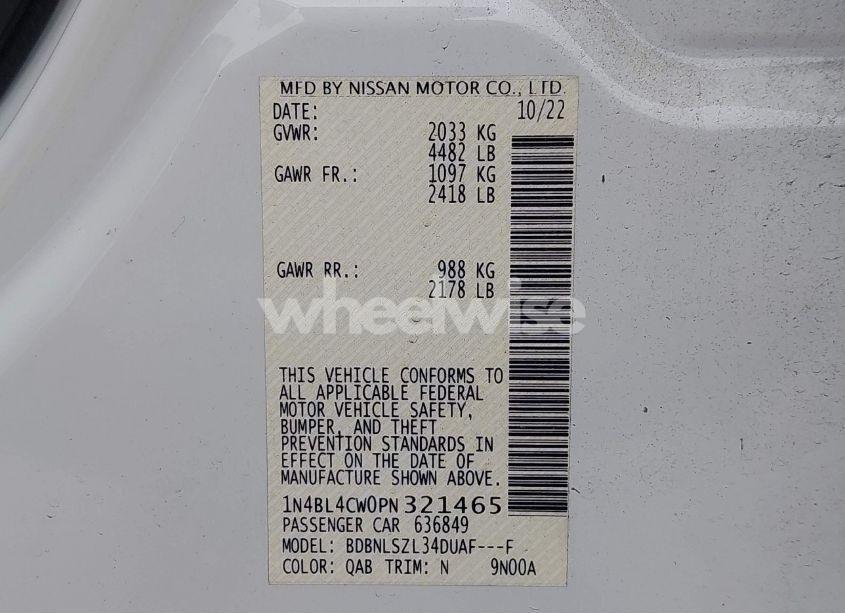 MFD BY NISSAN MOTOR CO., LTD.
DATE: 10/22
GVWR: 2033 KG
4482 LB
GAWR FR.: 1097 KG
2418 LB
GAWR RR.: 988 KG
2178 LB
wheelwise
THIS VEHICLE CONFORMS TO
ALL APPLICABLE FEDERAL
MOTOR VEHICLE SAFETY,
BUMPER, AND THEFT
PREVENTION STANDARDS IN
EFFECT ON THE DATE OF
MANUFACTURE SHOWN ABOVE.
1N4BL4CW0PN321465
PASSENGER CAR 636849
MODEL: BDBNLSZL34DUAF---F
COLOR: QAB TRIM: N 9N00A